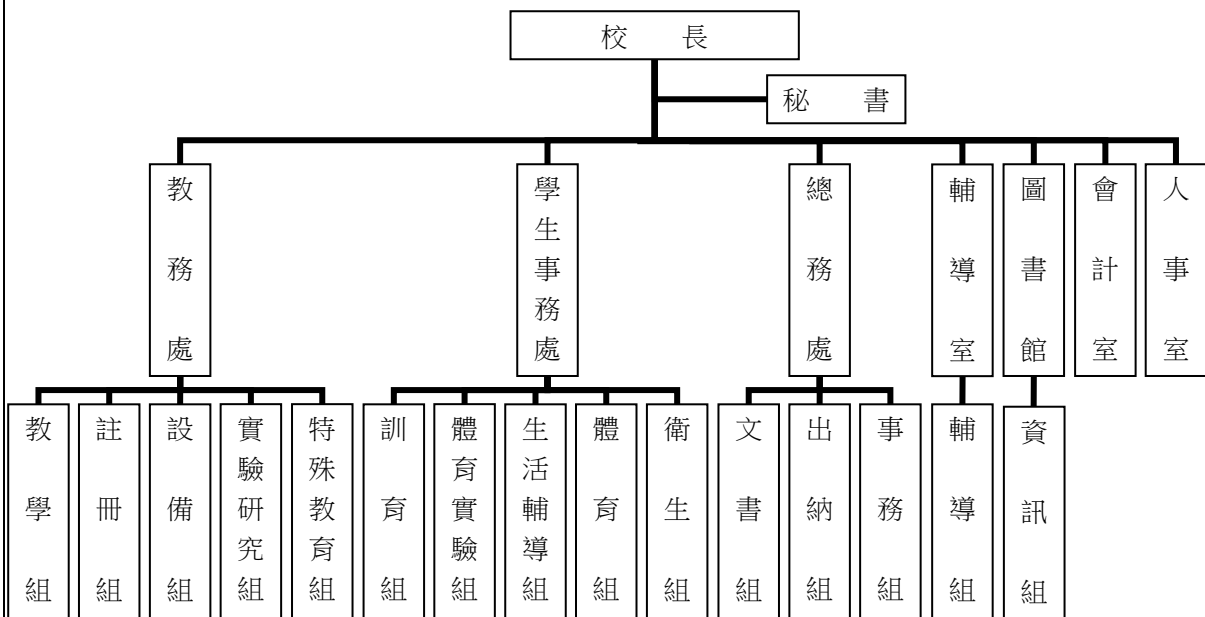 校長
秘書
教務處
學生事務處
總務處
輔導室
圖書館
會計室
人事室
教學組
註冊組
設備組
實驗研究組
特殊教育組
訓育組
體育實驗組
生活輔導組
體育組
衛生組
文書組
出納組
事務組
輔導組
資訊組